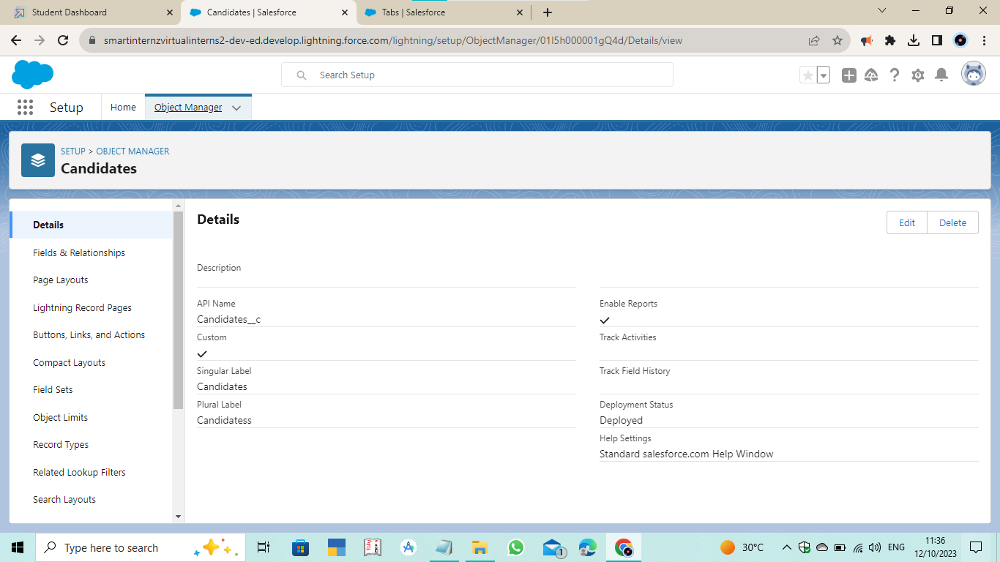 Student Dashboard
Candidates | Salesforce
Tabs | Salesforce
smartinternzvirtualinterns2-dev-ed.develop.lightning.force.com/lightning/setup/ObjectManager/01I5h000001gQ4d/Details/view
Search Setup
Setup
Home
Object Manager
SETUP > OBJECT MANAGER
Candidates
Details
Fields & Relationships
Page Layouts
Lightning Record Pages
Buttons, Links, and Actions
Compact Layouts
Field Sets
Object Limits
Record Types
Related Lookup Filters
Search Layouts
Details
Edit
Delete
Description
API Name
Candidates__c
Custom
Singular Label
Candidates
Plural Label
Candidatess
Enable Reports
Track Activities
Track Field History
Deployment Status
Deployed
Help Settings
Standard salesforce.com Help Window
Type here to search
1
30°C
ENG
11:36
12/10/2023